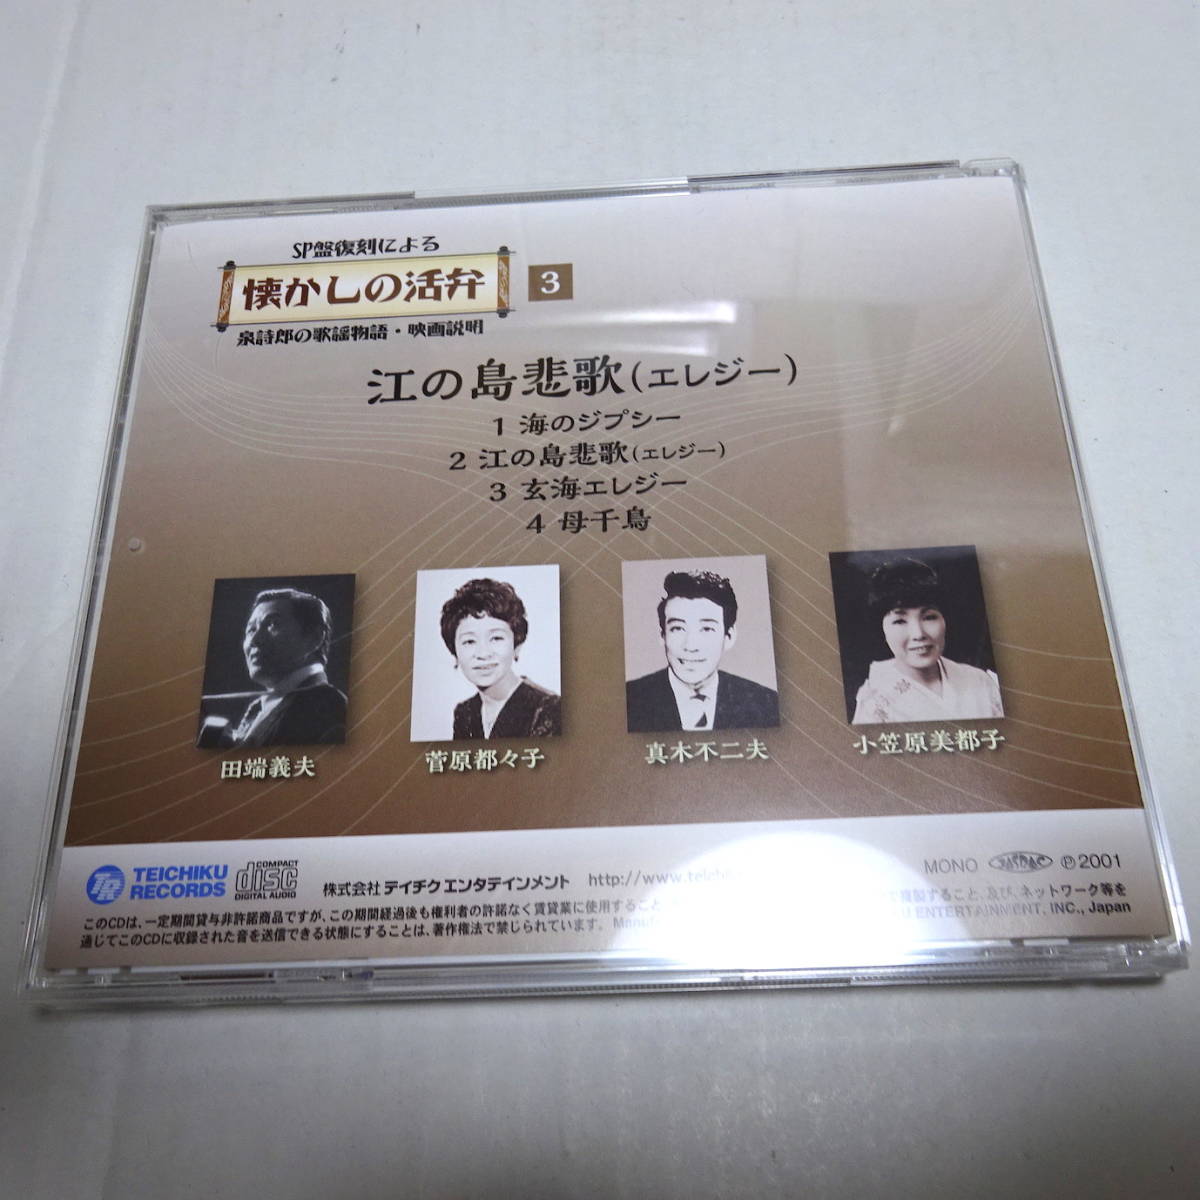 SP盤復刻による
懐かしの活弁 3
泉詩郎の歌謡物語・映画説明
江の島悲歌(エレジー)
1 海のジプシー
2 江の島悲歌(エレジー)
3 玄海エレジー
4 母千鳥
田端義夫 菅原都々子 真木不二夫 小笠原美都子
TR TEICHIKU RECORDS COMPACT disc DIGITAL AUDIO 株式会社テイチクエンタテインメント http://www.teich MONO JASRAC Ⓟ2001
このCDは、一定期間貸与非許諾商品ですが、この期間経過後も権利者の許諾なく賃貸業に使用すること 複製すること、及び、ネットワーク等を
通じてこのCDに収録された音を送信できる状態にすることは、著作権法で禁じられています。 ENTERTAINMENT, INC., Japan